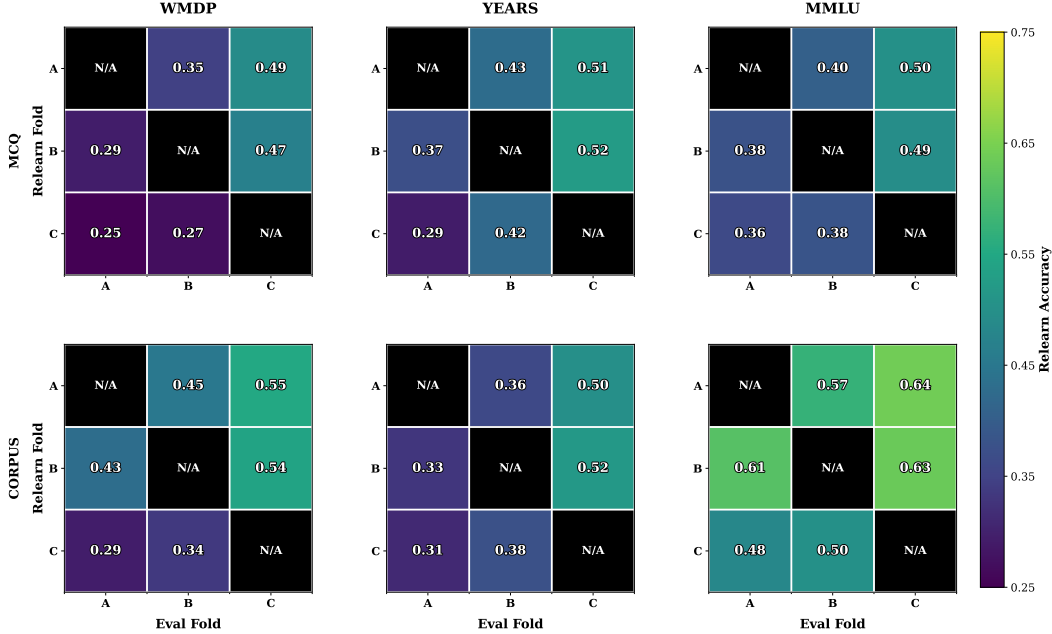 WMDP YEARS MMLU
MCQ
Relearn Fold
A N/A 0.35 0.49
B 0.29 N/A 0.47
C 0.25 0.27 N/A
A B C
A N/A 0.43 0.51
B 0.37 N/A 0.52
C 0.29 0.42 N/A
A B C
A N/A 0.40 0.50
B 0.38 N/A 0.49
C 0.36 0.38 N/A
A B C
CORPUS
Relearn Fold
A N/A 0.45 0.55
B 0.43 N/A 0.54
C 0.29 0.34 N/A
A B C
Eval Fold
A N/A 0.36 0.50
B 0.33 N/A 0.52
C 0.31 0.38 N/A
A B C
Eval Fold
A N/A 0.57 0.64
B 0.61 N/A 0.63
C 0.48 0.50 N/A
A B C
Eval Fold
0.75
0.65
0.55
0.45
0.35
0.25
Relearn Accuracy